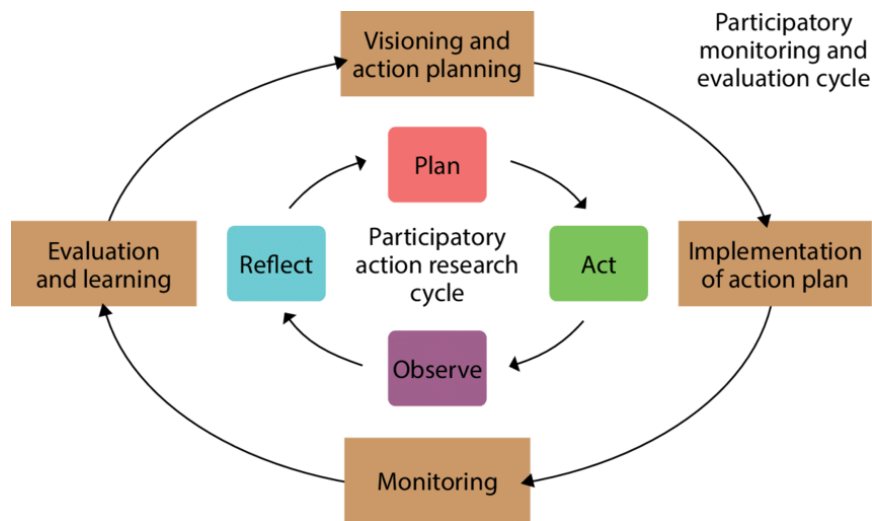 Participatory
monitoring and
evaluation cycle
Visioning and
action planning
Plan
Evaluation
and learning
Reflect
Participatory
action research
cycle
Act
Implementation
of action plan
Observe
Monitoring